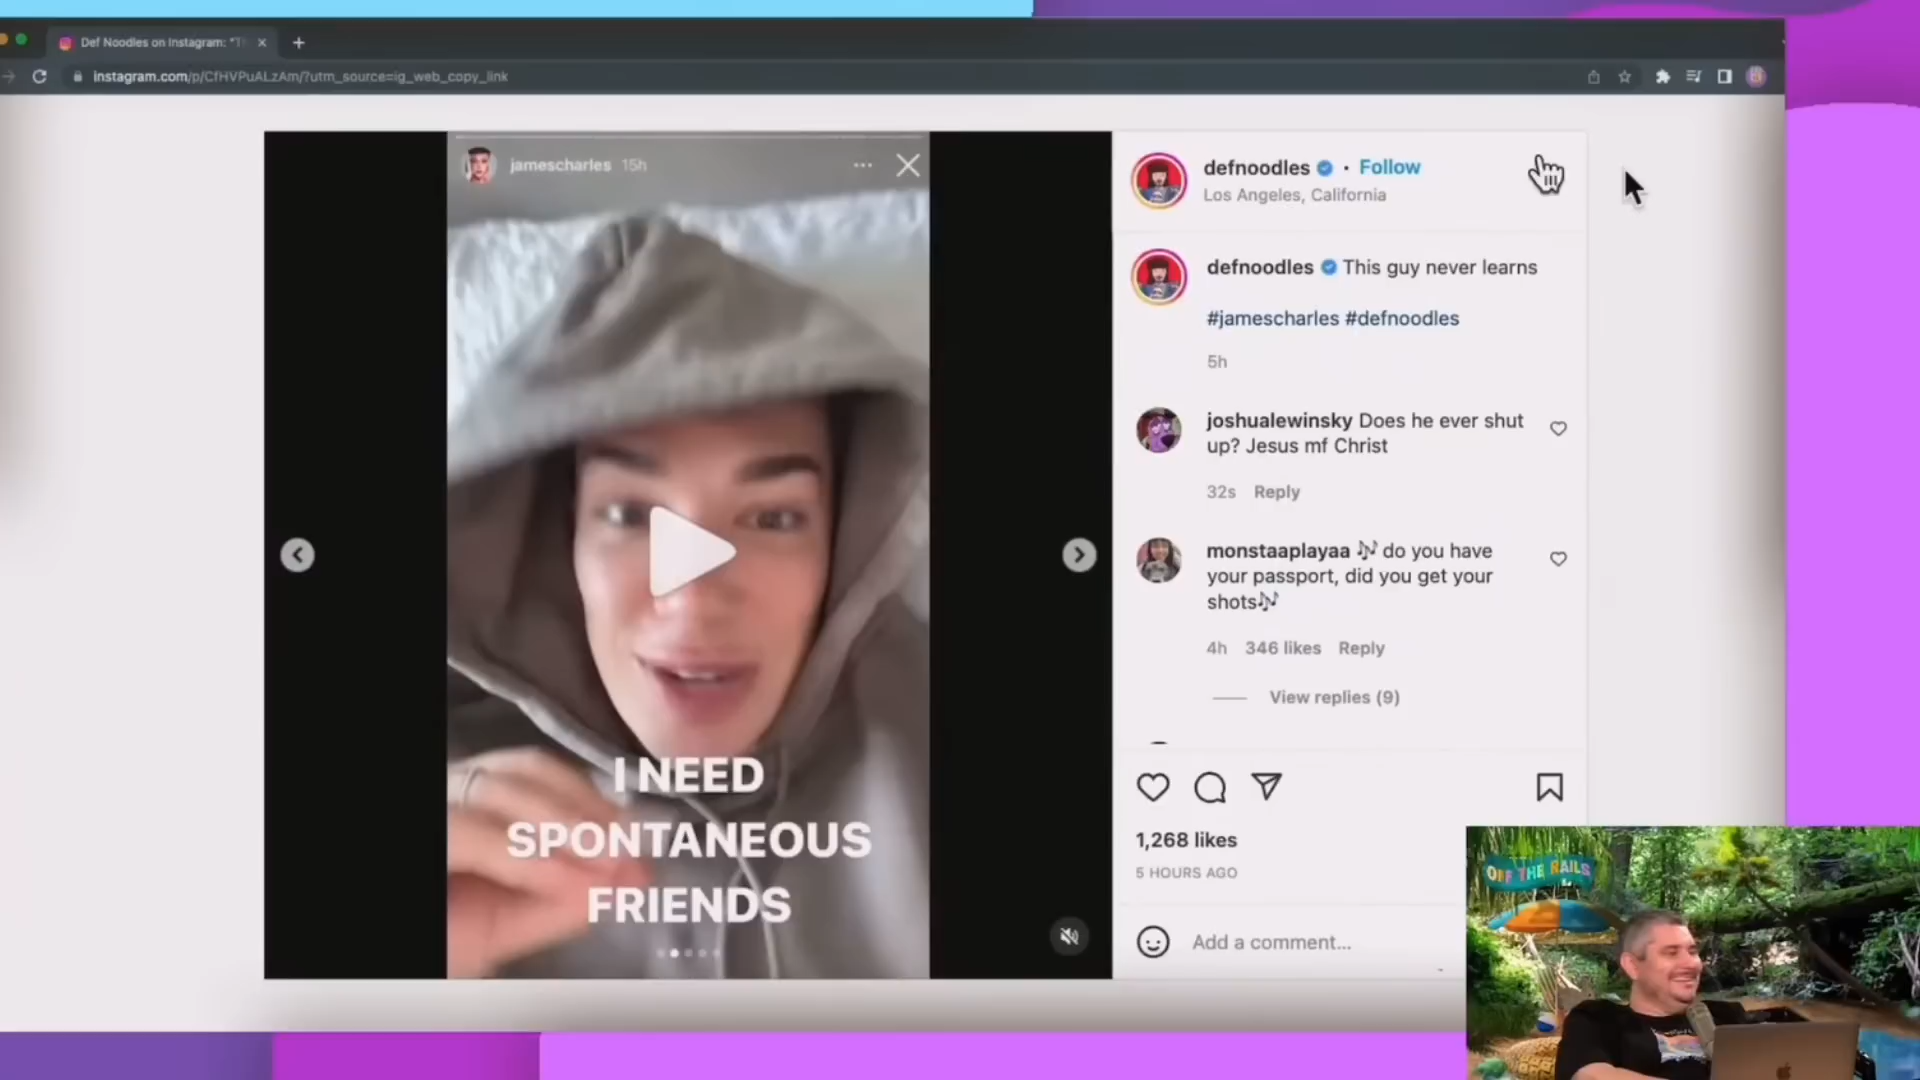 Def Noodles on Instagram: "T
instagram.com/p/CfHVPuALzAm/?utm_source=ig_web_copy_link
jamescharles 15h
I NEED
SPONTANEOUS
FRIENDS
defnoodles • Follow
Los Angeles, California
defnoodles This guy never learns
#jamescharles #defnoodles
5h
joshualewinsky Does he ever shut
up? Jesus mf Christ
32s Reply
monstaaplayaa 🎶 do you have
your passport, did you get your
shots🎶
4h 346 likes Reply
View replies (9)
1,268 likes
5 HOURS AGO
Add a comment...
OFF THE RAILS